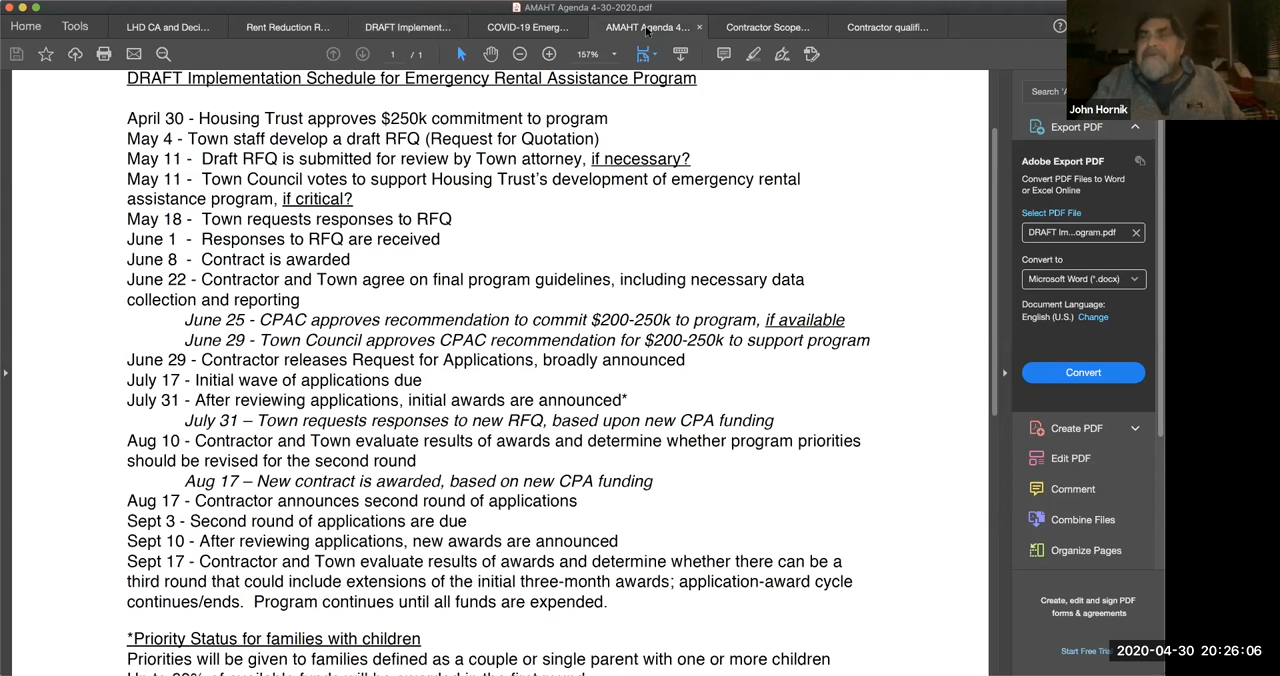 AMAHT Agenda 4-30-2020.pdf
Home Tools LHD CA and Deci... Rent Reduction R... DRAFT Implement... COVID-19 Emerg... AMAHT Agenda 4... × Contractor Scope... Contractor qualifi...
1 / 1 157%
DRAFT Implementation Schedule for Emergency Rental Assistance Program
April 30 - Housing Trust approves $250k commitment to program
May 4 - Town staff develop a draft RFQ (Request for Quotation)
May 11 - Draft RFQ is submitted for review by Town attorney, if necessary?
May 11 - Town Council votes to support Housing Trust's development of emergency rental
assistance program, if critical?
May 18 - Town requests responses to RFQ
June 1 - Responses to RFQ are received
June 8 - Contract is awarded
June 22 - Contractor and Town agree on final program guidelines, including necessary data
collection and reporting
June 25 - CPAC approves recommendation to commit $200-250k to program, if available
June 29 - Town Council approves CPAC recommendation for $200-250k to support program
June 29 - Contractor releases Request for Applications, broadly announced
July 17 - Initial wave of applications due
July 31 - After reviewing applications, initial awards are announced*
July 31 – Town requests responses to new RFQ, based upon new CPA funding
Aug 10 - Contractor and Town evaluate results of awards and determine whether program priorities
should be revised for the second round
Aug 17 – New contract is awarded, based on new CPA funding
Aug 17 - Contractor announces second round of applications
Sept 3 - Second round of applications are due
Sept 10 - After reviewing applications, new awards are announced
Sept 17 - Contractor and Town evaluate results of awards and determine whether there can be a
third round that could include extensions of the initial three-month awards; application-award cycle
continues/ends. Program continues until all funds are expended.
*Priority Status for families with children
Priorities will be given to families defined as a couple or single parent with one or more children
John Hornik
Search 'A
Export PDF
Adobe Export PDF
Convert PDF Files to Word
or Excel Online
Select PDF File
DRAFT Im...ogram.pdf
Convert to
Microsoft Word (*.docx)
Document Language:
English (U.S.) Change
Convert
Create PDF
Edit PDF
Comment
Combine Files
Organize Pages
Create, edit and sign PDF
forms & agreements
Start Free Trial
2020-04-30 20:26:06